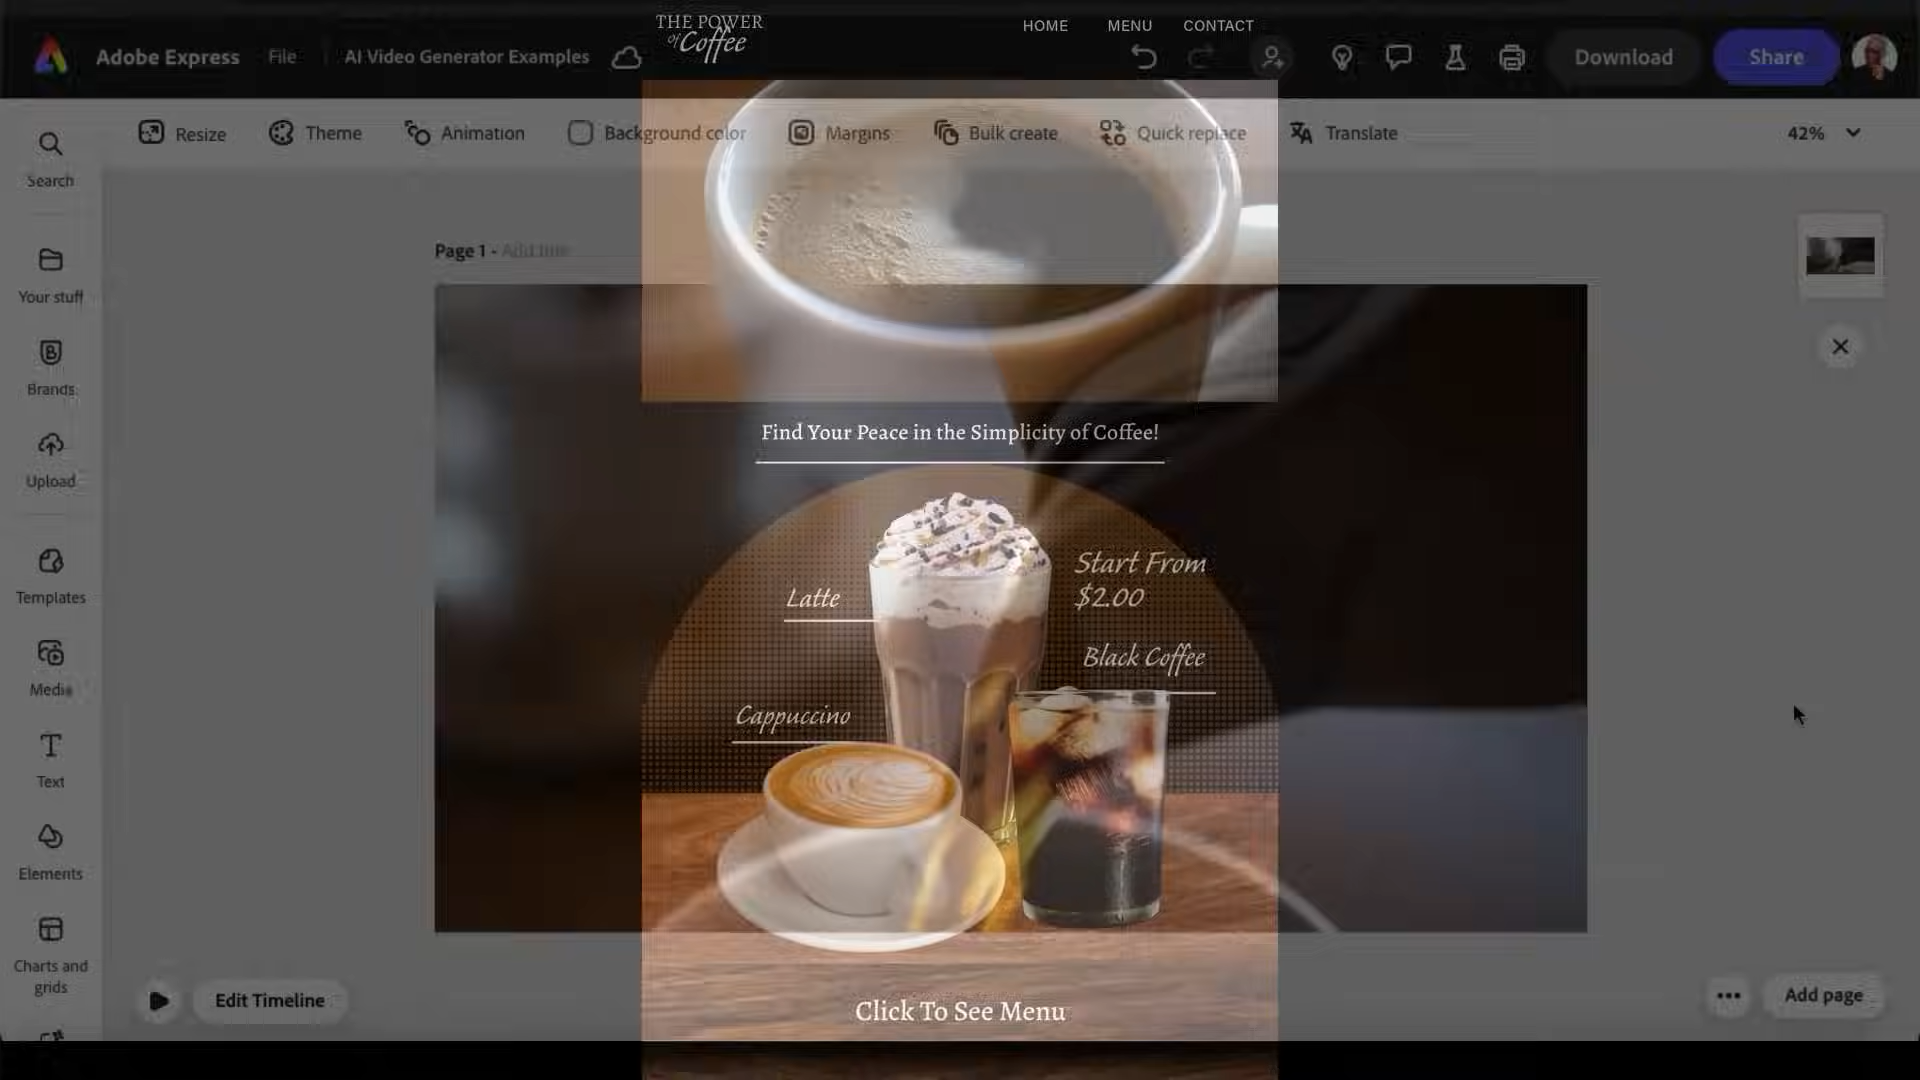 THE POWER
of Coffee
HOME MENU CONTACT
Adobe Express File AI Video Generator Examples Download Share
Resize Theme Animation Background color Margins Bulk create Quick replace Translate 42%
Search
Page 1 - Add title
Your stuff
Brands
Find Your Peace in the Simplicity of Coffee!
Upload
Start From
$2.00
Latte
Templates
Black Coffee
Media
Cappuccino
Text
Elements
Charts and
grids
Edit Timeline
Add page
Click To See Menu